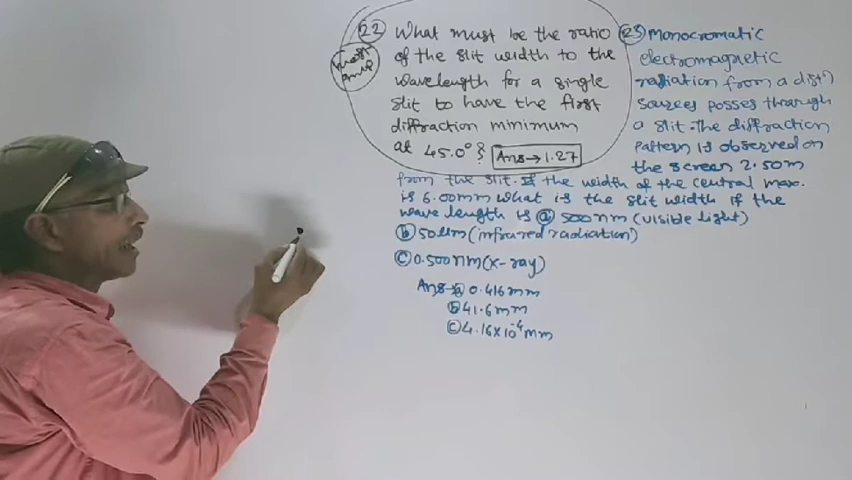 22 What must be the ratio
of the slit width to the
wavelength for a single
slit to have the first
diffraction minimum
at 45.0°}
Ans → 1.27
23 monocromatic
electromagnetic
radiation from a dist
sources posses through
a slit. The diffraction
pattern is observed on
the screen 2.50m
from the slit. If the width of the central max.
is 6.00mm what is the slit width if the
wave length is (a) 500nm (visible light)
(b) 50μm (infrared radiation)
(c) 0.500nm (x-ray)
Ans → (a) 0.416mm
(b) 41.6mm
(c) 4.16x10⁻⁴mm